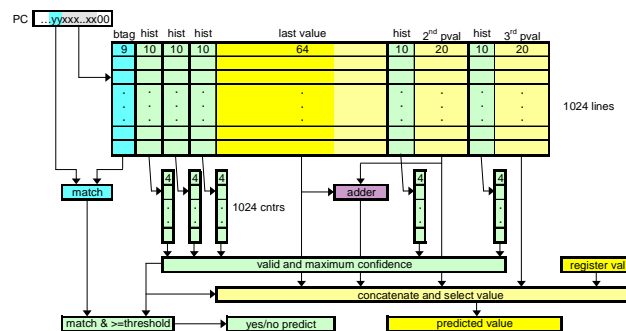 PC ...yyxxx..xx00
btag hist hist hist last value hist 2nd pval hist 3rd pval
9 10 10 10 64 10 20 10 20
. . . . . . . . .
. . . . . . . . .
. . . . . . . . .
1024 lines
match 4 4 4 1024 cntrs adder 4 4
. . . . .
. . . . .
valid and maximum confidence register val
concatenate and select value
match & >=threshold yes/no predict predicted value